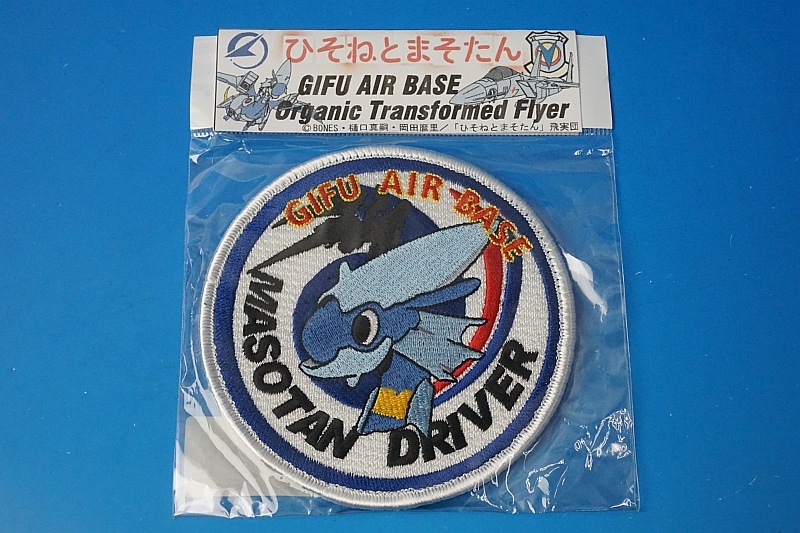 ひそねとまそたん
GIFU AIR BASE
Organic Transformed Flyer
©BONES・樋口真嗣・岡田麿里／「ひそねとまそたん」飛実団
GIFU AIR BASE
MASOTAN DRIVER